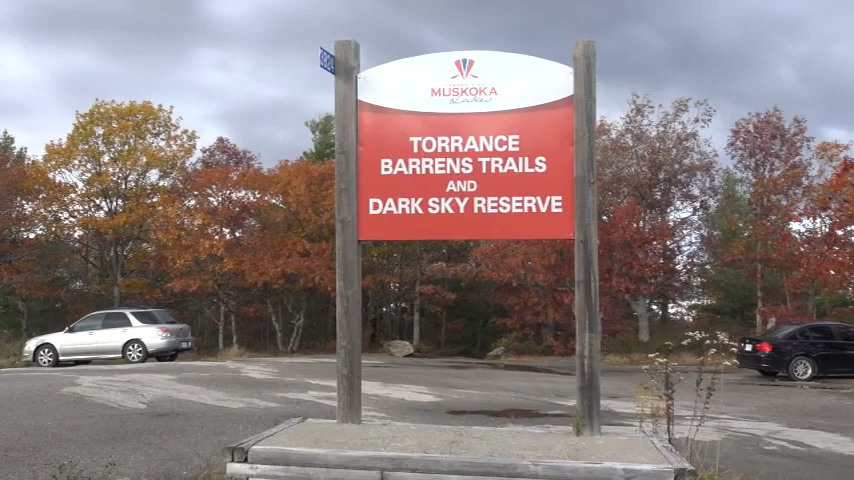 MUSKOKA
Lakes
TORRANCE
BARRENS TRAILS
AND
DARK SKY RESERVE